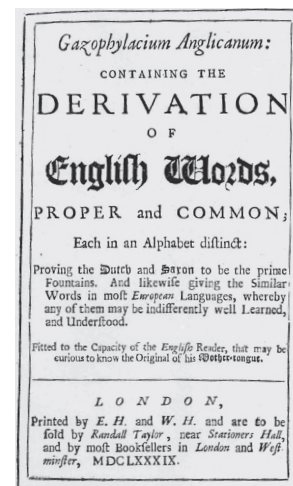 Gazophylacium Anglicanum:
CONTAINING THE
DERIVATION
OF
Engliſh Words,
PROPER and COMMON;
Each in an Alphabet diſtinct:
Proving the Dutch and Saxon to be the prime
Fountains. And likewiſe giving the Similar
Words in moſt European Languages, whereby
any of them may be indifferently well Learned,
and Underſtood.
Fitted to the Capacity of the Engliſh Reader, that may be
curious to know the Original of his Mother-tongue.
LONDON,
Printed by E. H. and W. H. and are to be
ſold by Randall Taylor, near Stationers Hall,
and by moſt Bookſellers in London and Weſt
minſter, MDCLXXXIX.